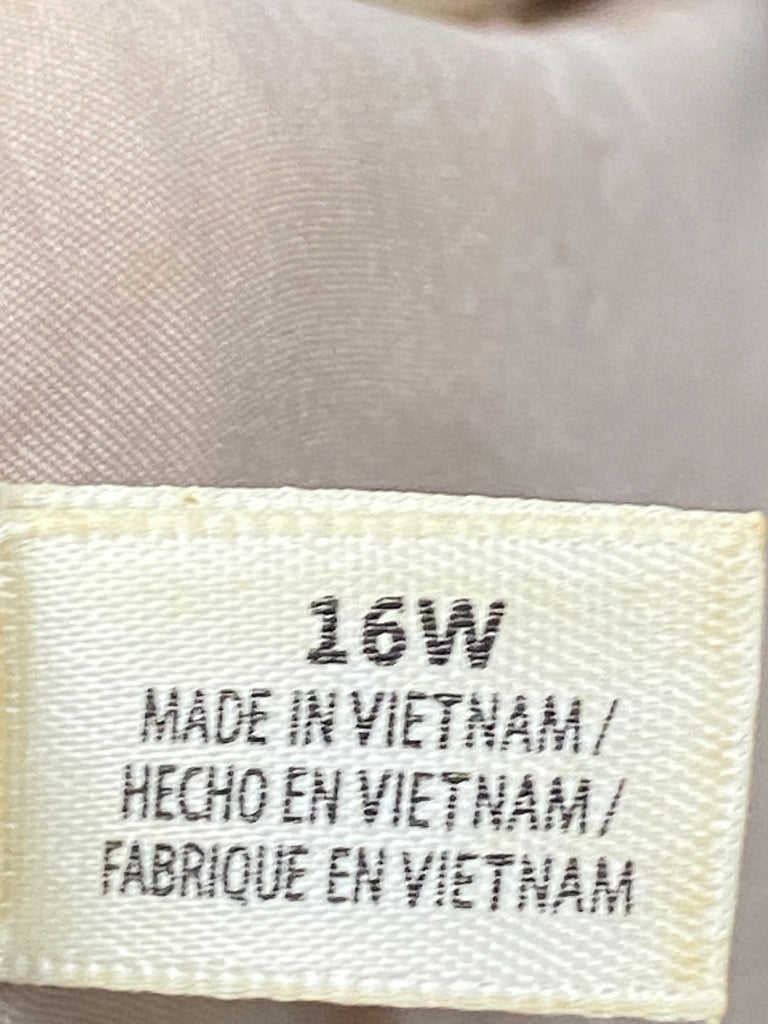 16W
MADE IN VIETNAM /
HECHO EN VIETNAM /
FABRIQUE EN VIETNAM